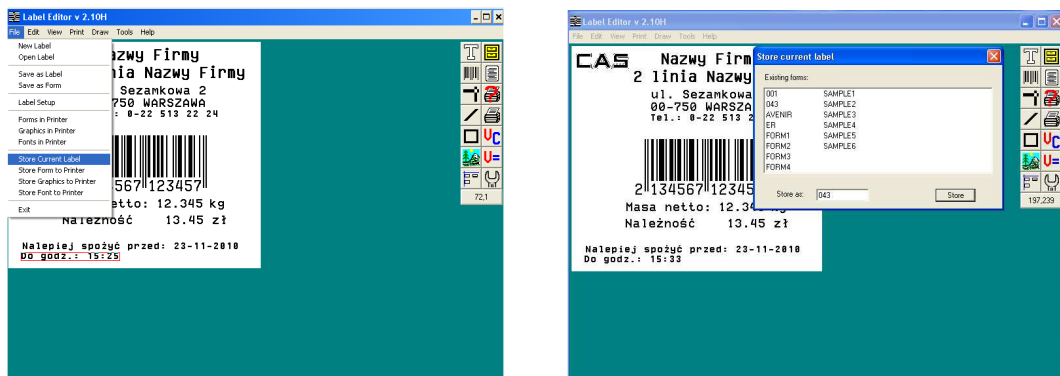 Label Editor v 2.10H
File Edit View Print Draw Tools Help
New Label
Open Label
Save as Label
Save as Form
Label Setup
Forms in Printer
Graphics in Printer
Fonts in Printer
Store Current Label
Store Form to Printer
Store Graphics to Printer
Store Font to Printer
Exit
azwy Firmy
nia Nazwy Firmy
Sezamkowa 2
750 WARSZAWA
: 0-22 513 22 24
567 123457
etto: 12.345 kg
Należność 13.45 zł
Nalepiej spożyć przed: 23-11-2010
Do godz.: 15:25
T
VC
V=
72,1
Label Editor v 2.10H
File Edit View Print Draw Tools Help
CAS Nazwy Firm
2 linia Nazwy
ul. Sezamkowa
00-750 WARSZA
Tel.: 0-22 513 2
2 134567 12345
Masa netto: 12.34
Należność 13.45 zł
Nalepiej spożyć przed: 23-11-2010
Do godz.: 15:33
Store current label
Existing forms:
001 SAMPLE1
043 SAMPLE2
AVENIR SAMPLE3
ER SAMPLE4
FORM1 SAMPLE5
FORM2 SAMPLE6
FORM3
FORM4
Store as: 043 Store
T
VC
V=
197,239